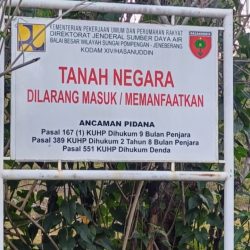 KEMENTERIAN PEKERJAAN UMUM DAN PERUMAHAN RAKYAT
DIREKTORAT JENDERAL SUMBER DAYA AIR
BALAI BESAR WILAYAH SUNGAI POMPENGAN - JENEBERANG
KODAM XIV/HASANUDDIN
TANAH NEGARA
DILARANG MASUK / MEMANFAATKAN
ANCAMAN PIDANA
Pasal 167 (1) KUHP Dihukum 9 Bulan Penjara
Pasal 389 KUHP Dihukum 2 Tahun 8 Bulan Penjara
Pasal 551 KUHP Dihukum Denda